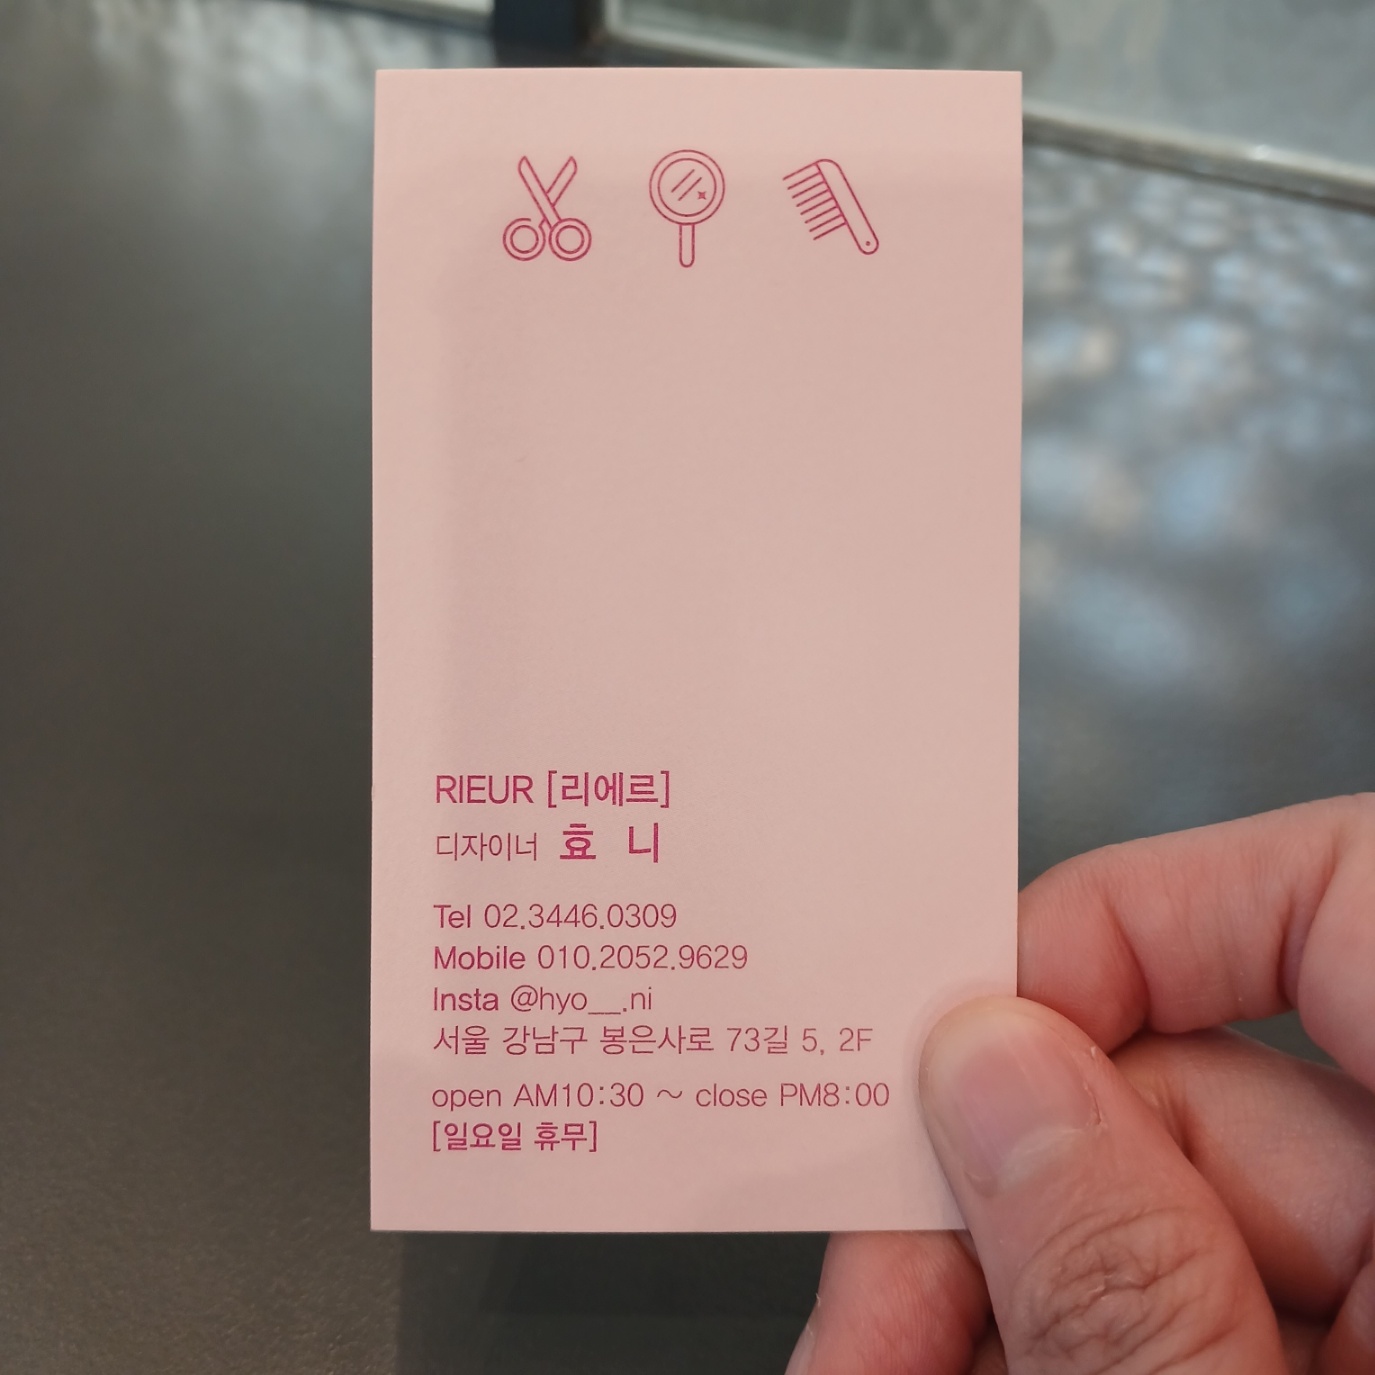 RIEUR [리에르]
디자이너 효 니
Tel 02.3446.0309
Mobile 010.2052.9629
Insta @hyo__.ni
서울 강남구 봉은사로 73길 5, 2F
open AM10:30 ~ close PM8:00
[일요일 휴무]